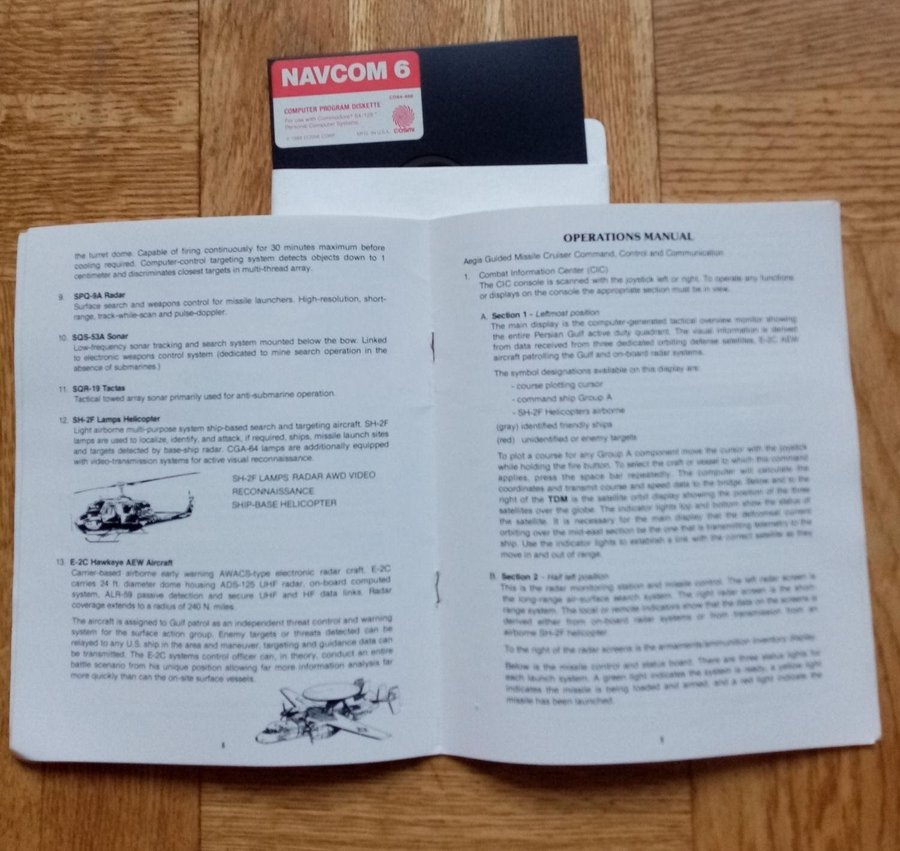 NAVCOM 6
COMPUTER PROGRAM DISKETTE
For use with Commodore® 64/128™
Personal Computer Systems.
MFG. IN U.S.A.
COSMI
the turret dome. Capable of firing continuously for 30 minutes maximum before
cooling required. Computer-control targeting system detects objects down to 1
centimeter and discriminates closest targets in multi-thread array.
9. SPQ-9A Radar
Surface search and weapons control for missile launchers. High-resolution, short-
range, track-while-scan and pulse-doppler.
10. SQS-53A Sonar
Low-frequency sonar tracking and search system mounted below the bow. Linked
to electronic weapons control system (dedicated to mine search operation in the
absence of submarines.)
11. SQR-19 Tactas
Tactical towed array sonar primarily used for anti-submarine operation.
12. SH-2F Lamps Helicopter
Light airborne multi-purpose system ship-based search and targeting aircraft. SH-2F
lamps are used to localize, identify, and attack, if required, ships, missile launch sites
and targets detected by base-ship radar. CGA-64 lamps are additionally equipped
with video-transmission systems for active visual reconnaissance.
SH-2F LAMPS RADAR AWD VIDEO
RECONNAISSANCE
SHIP-BASE HELICOPTER
13. E-2C Hawkeye AEW Aircraft
Carrier-based airborne early warning AWACS-type electronic radar craft. E-2C
carries 24 ft. diameter dome housing ADS-125 UHF radar, on-board computed
system, ALR-59 passive detection and secure UHF and HF data links. Radar
coverage extends to a radius of 240 N. miles.
The aircraft is assigned to Gulf patrol as an independent threat control and warning
system for the surface action group. Enemy targets or threats detected can be
relayed to any U.S. ship in the area and maneuver, targeting and guidance data can
be transmitted. The E-2C systems control officer can, in theory, conduct an entire
battle scenario from his unique position allowing far more information analysis far
more quickly than can the on-site surface vessels.
OPERATIONS MANUAL
Aegis Guided Missile Cruiser Command, Control and Communication
1. Combat Information Center (CIC)
The CIC console is scanned with the joystick left or right. To operate any functions
or displays on the console the appropriate section must be in view.
A. Section 1 - Leftmost position
The main display is the computer-generated tactical overview monitor showing
the entire Persian Gulf active duty quadrant. The visual information is derived
from data received from three dedicated orbiting defense satellites, E-2C AEW
aircraft patrolling the Gulf and on-board radar systems.
The symbol designations available on this display are:
- course plotting cursor
- command ship Group A
- SH-2F Helicopters airborne
(gray) identified friendly ships
(red) unidentified or enemy targets
To plot a course for any Group A component move the cursor with the joystick
while holding the fire button. To select the craft or vessel to which this command
applies, press the space bar repeatedly. The computer will calculate the
coordinates and transmit course and speed data to the bridge. Below and to the
right of the TDM is the satellite orbit display showing the position of the three
satellites over the globe. The indicator lights top and bottom show the status of
the satellite. It is necessary for the main display that the current
orbiting over the mid-east section be the one that is transmitting telemetry to the
ship. Use the indicator lights to establish a link with the correct satellite as they
move in and out of range.
B. Section 2 - Half left position
This is the radar monitoring station and missile control. The left radar screen is
the long-range air-surface search system. The right radar screen is the short-
range system. The local or remote indicators show that the data on the screens is
derived either from on-board radar systems or from transmission from an
airborne SH-2F helicopter.
To the right of the radar screens is the armaments/ammunition inventory display.
Below is the missile control and status board. There are three status lights for
each launch system. A green light indicates the system is ready, a yellow light
indicates the missile is being loaded and armed, and a red light indicate the
missile has been launched.